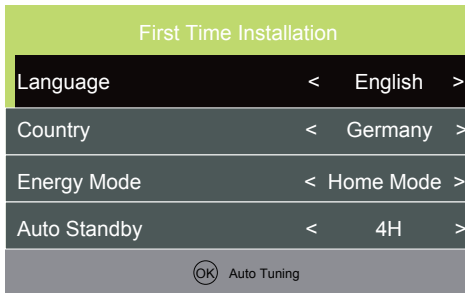 First Time Installation
Language < English >
Country < Germany >
Energy Mode < Home Mode >
Auto Standby < 4H >
OK Auto Tuning